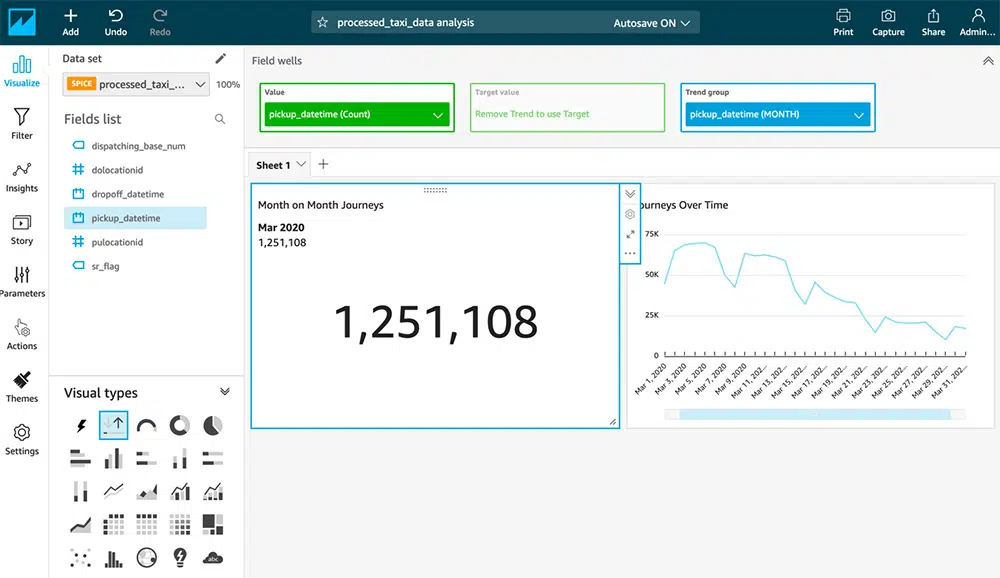 Add
Undo
Redo
processed_taxi_data analysis
Autosave ON
Print
Capture
Share
Admin...
Visualize
Filter
Insights
Story
Parameters
Actions
Themes
Settings
Data set
SPICE processed_taxi_... 100%
Fields list
dispatching_base_num
dolocationid
dropoff_datetime
pickup_datetime
pulocationid
sr_flag
Visual types
abc
Field wells
Value
pickup_datetime (Count)
Target value
Remove Trend to use Target
Trend group
pickup_datetime (MONTH)
Sheet 1
Month on Month Journeys
Mar 2020
1,251,108
1,251,108
ourneys Over Time
75K
50K
25K
0
Mar 1, 2020
Mar 3, 2020
Mar 5, 2020
Mar 7, 2020
Mar 9, 2020
Mar 11, 202...
Mar 13, 202...
Mar 15, 202...
Mar 17, 202...
Mar 19, 202...
Mar 21, 202...
Mar 23, 202...
Mar 25, 202...
Mar 27, 202...
Mar 29, 202...
Mar 31, 202...